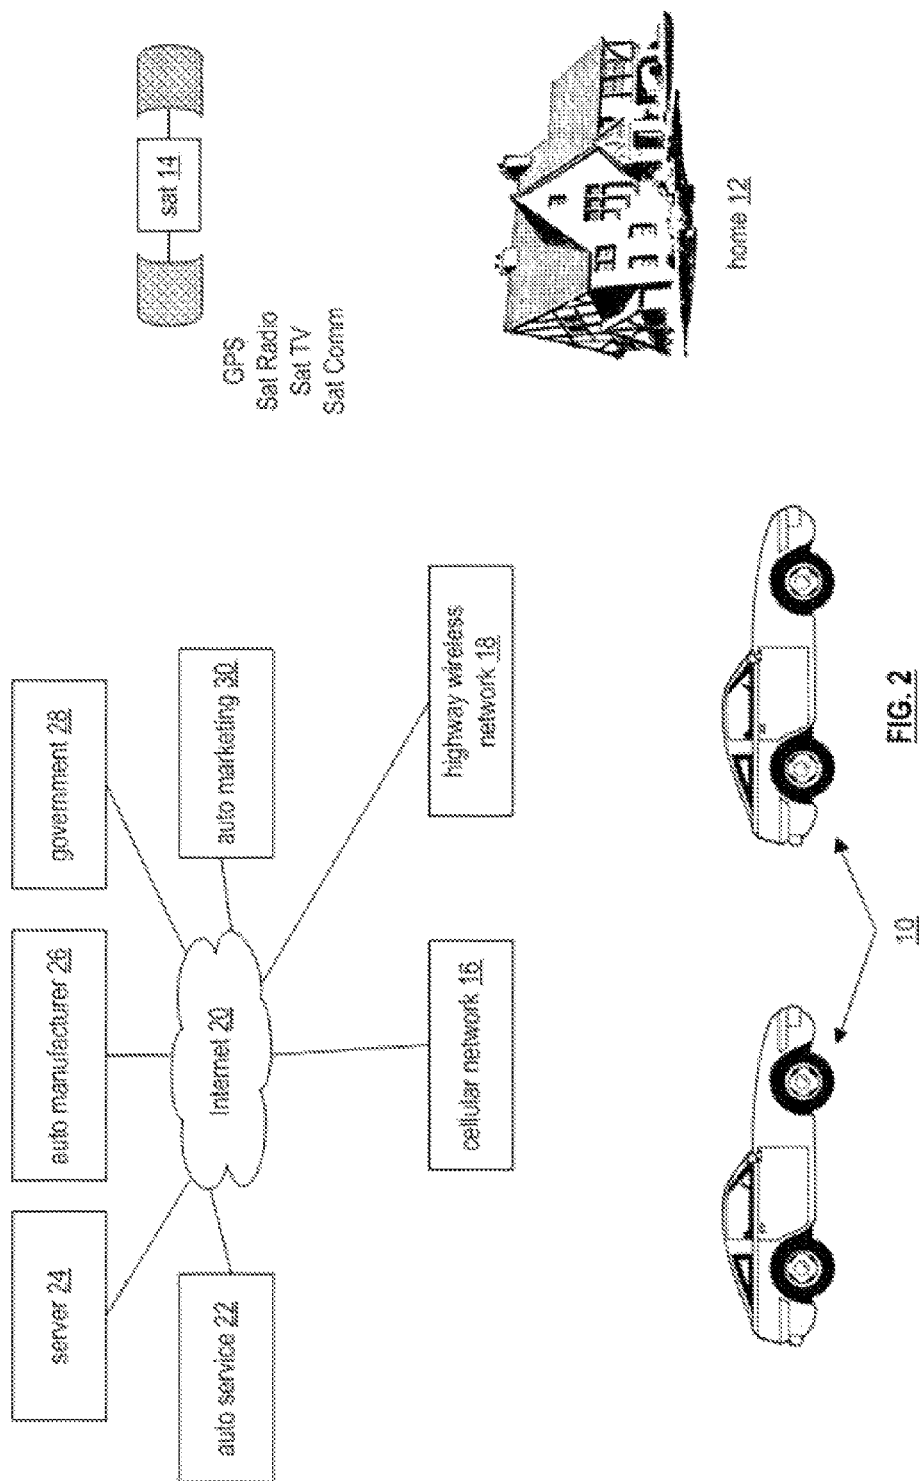 server 24
auto manufacturer 26
government 28
auto service 22
Internet 20
auto marketing 30
sat 14
GPS
Sat Radio
Sat TV
Sat Comm
cellular network 16
highway wireless
network 18
home 12
10
FIG. 2